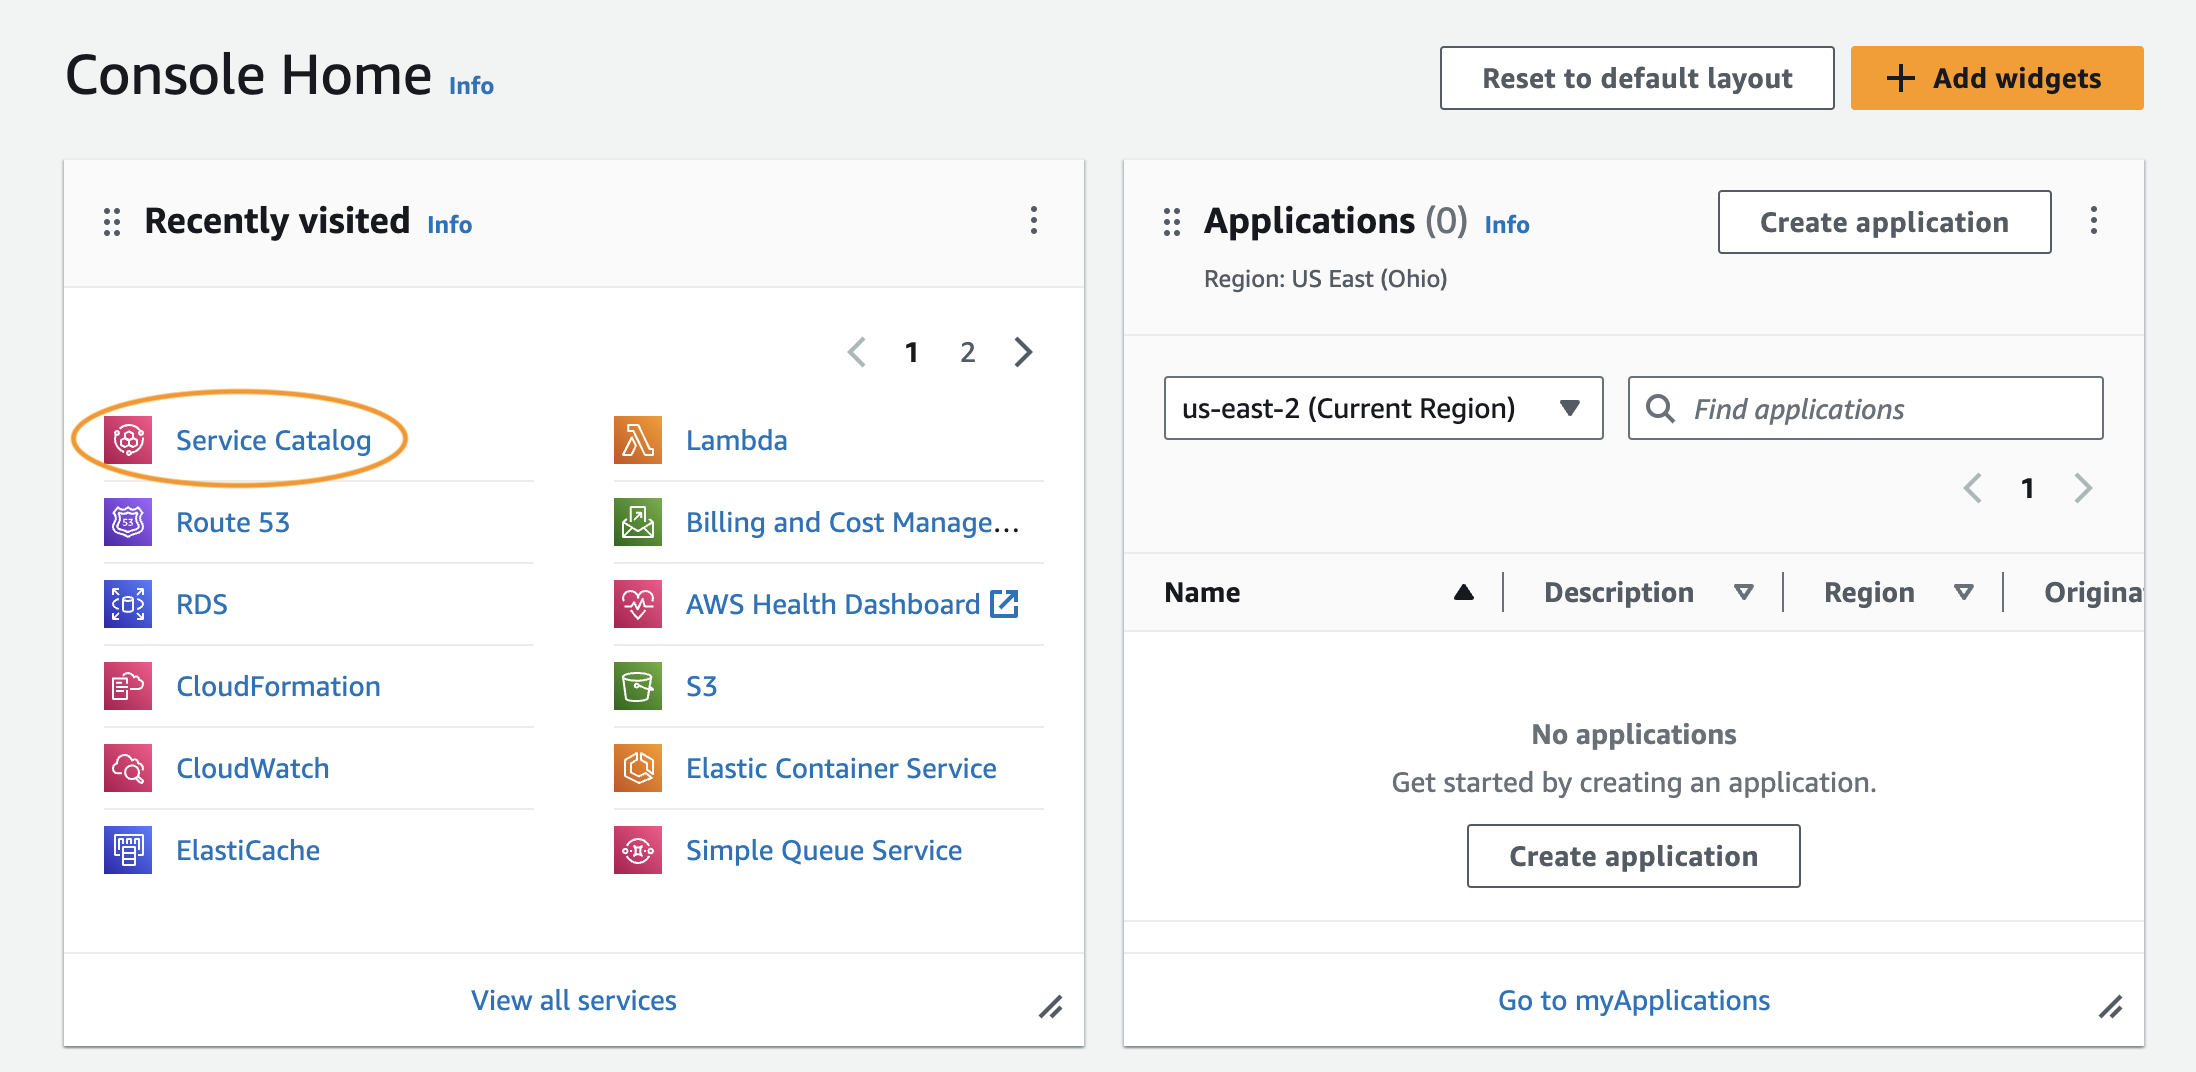 Console Home Info
Reset to default layout
+ Add widgets
Recently visited Info
1 2
Service Catalog
Lambda
53
Route 53
Billing and Cost Manage...
RDS
AWS Health Dashboard
CloudFormation
S3
CloudWatch
Elastic Container Service
ElastiCache
Simple Queue Service
View all services
Applications (0) Info
Create application
Region: US East (Ohio)
us-east-2 (Current Region)
Find applications
1
Name Description Region Origina
No applications
Get started by creating an application.
Create application
Go to myApplications